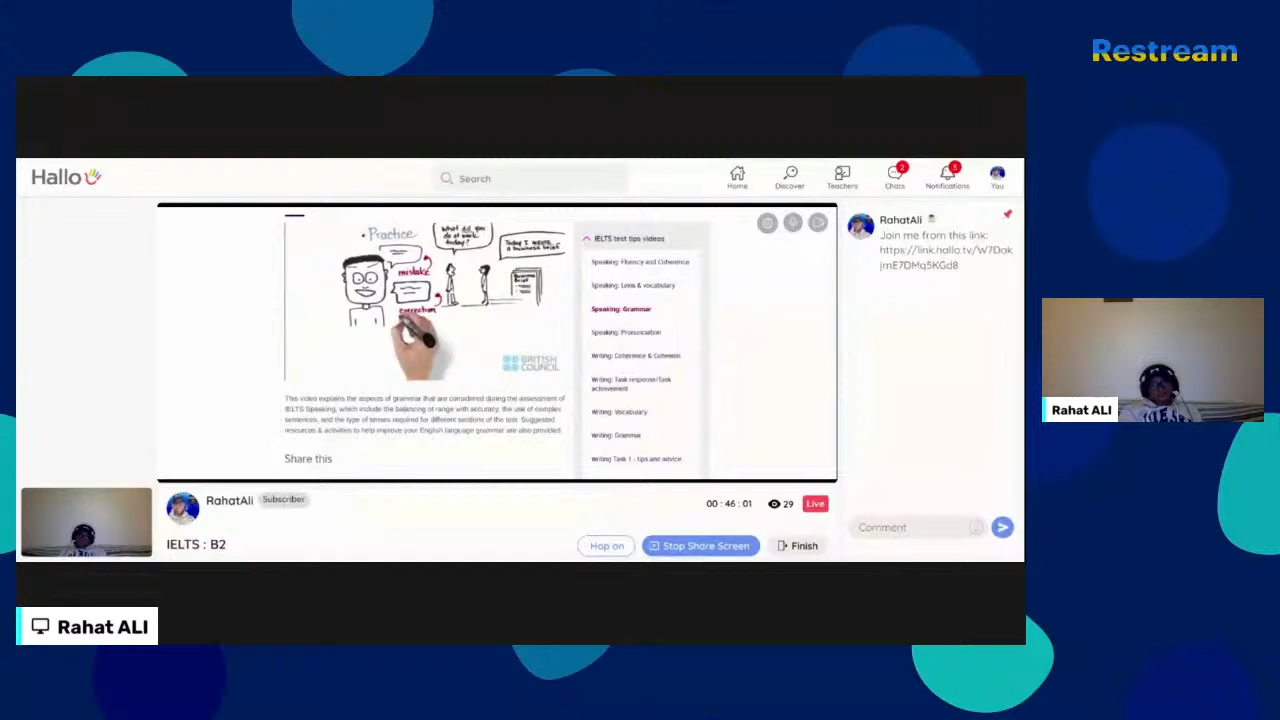 Restream
Hallo
Search
Home
Discover
Teachers
2
Chats
3
Notifications
You
• Practice
What did you do at work today?
Today I wrote a business brief
mistake
correction
Business Brief
BRITISH COUNCIL
This video explains the aspects of grammar that are considered during the assessment of
IELTS Speaking, which include the balancing of range with accuracy, the use of complex
sentences, and the type of tenses required for different sections of the test. Suggested
resources & activities to help improve your English language grammar are also provided.
Share this
IELTS test tips videos
Speaking: Fluency and Coherence
Speaking: Lexis & vocabulary
Speaking: Grammar
Speaking: Pronunciation
Writing: Coherence & Cohesion
Writing: Task response/Task
achievement
Writing: Vocabulary
Writing: Grammar
Writing Task 1 - tips and advice
RahatAli
Join me from this link:
https://link.hallo.tv/W7Dok
jmE7DMq5KGd8
Rahat ALI
RahatAli
Subscriber
00 : 46 : 01
29
Live
Comment
IELTS : B2
Hop on
Stop Share Screen
Finish
Rahat ALI